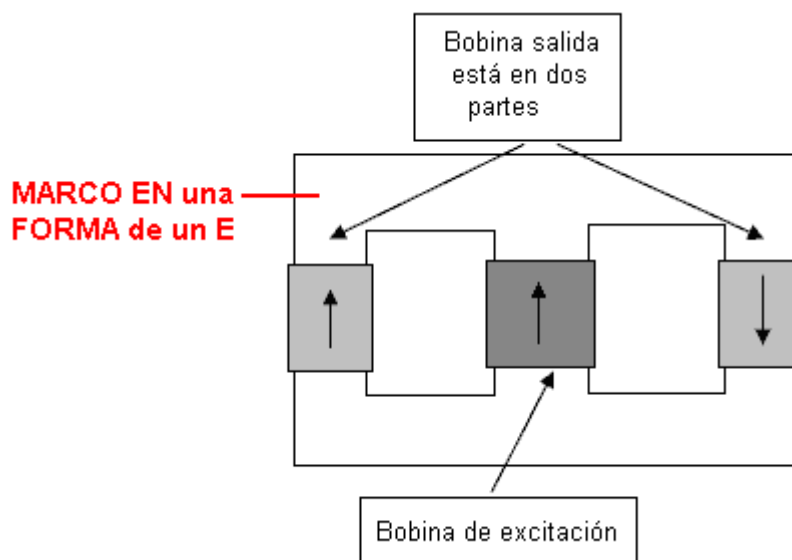 Bobina salida
está en dos
partes
MARCO EN una
FORMA de un E
Bobina de excitación